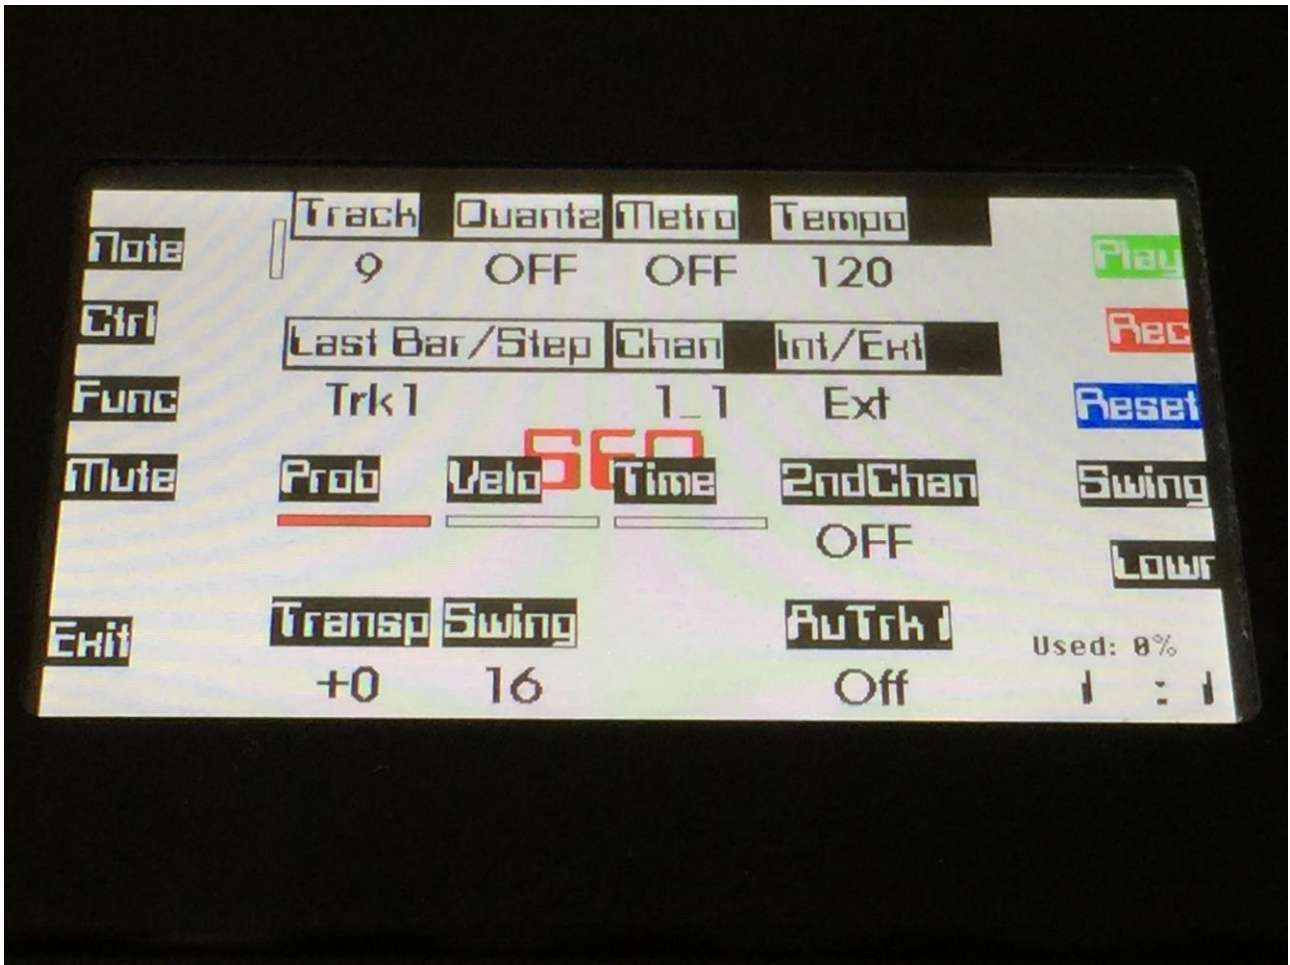 Track Quanta Metro Tempo
Note 9 OFF OFF 120 Play
Ctrl Last Bar/Step Chan Int/Ext Rec
Func Trk1 1_1 Ext Reset
SEQ
Mute Prob Velo Time 2ndChan Swing
OFF Lowr
Exit Transp Swing AuTrk1 Used: 0%
+0 16 Off 1 : 1